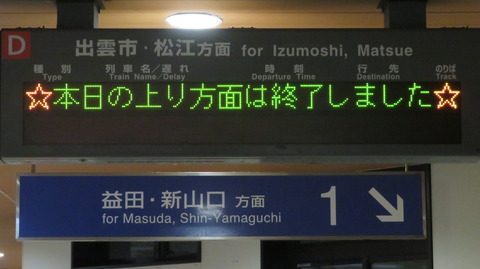 D 出雲市・松江方面 for Izumoshi, Matsue
種別 列車名/遅れ 時刻 行先 のりば
Type Train Name/Delay Departure Time Destination Track
☆本日の上り方面は終了しました☆
益田・新山口 方面 1 ↘
for Masuda, Shin-Yamaguchi